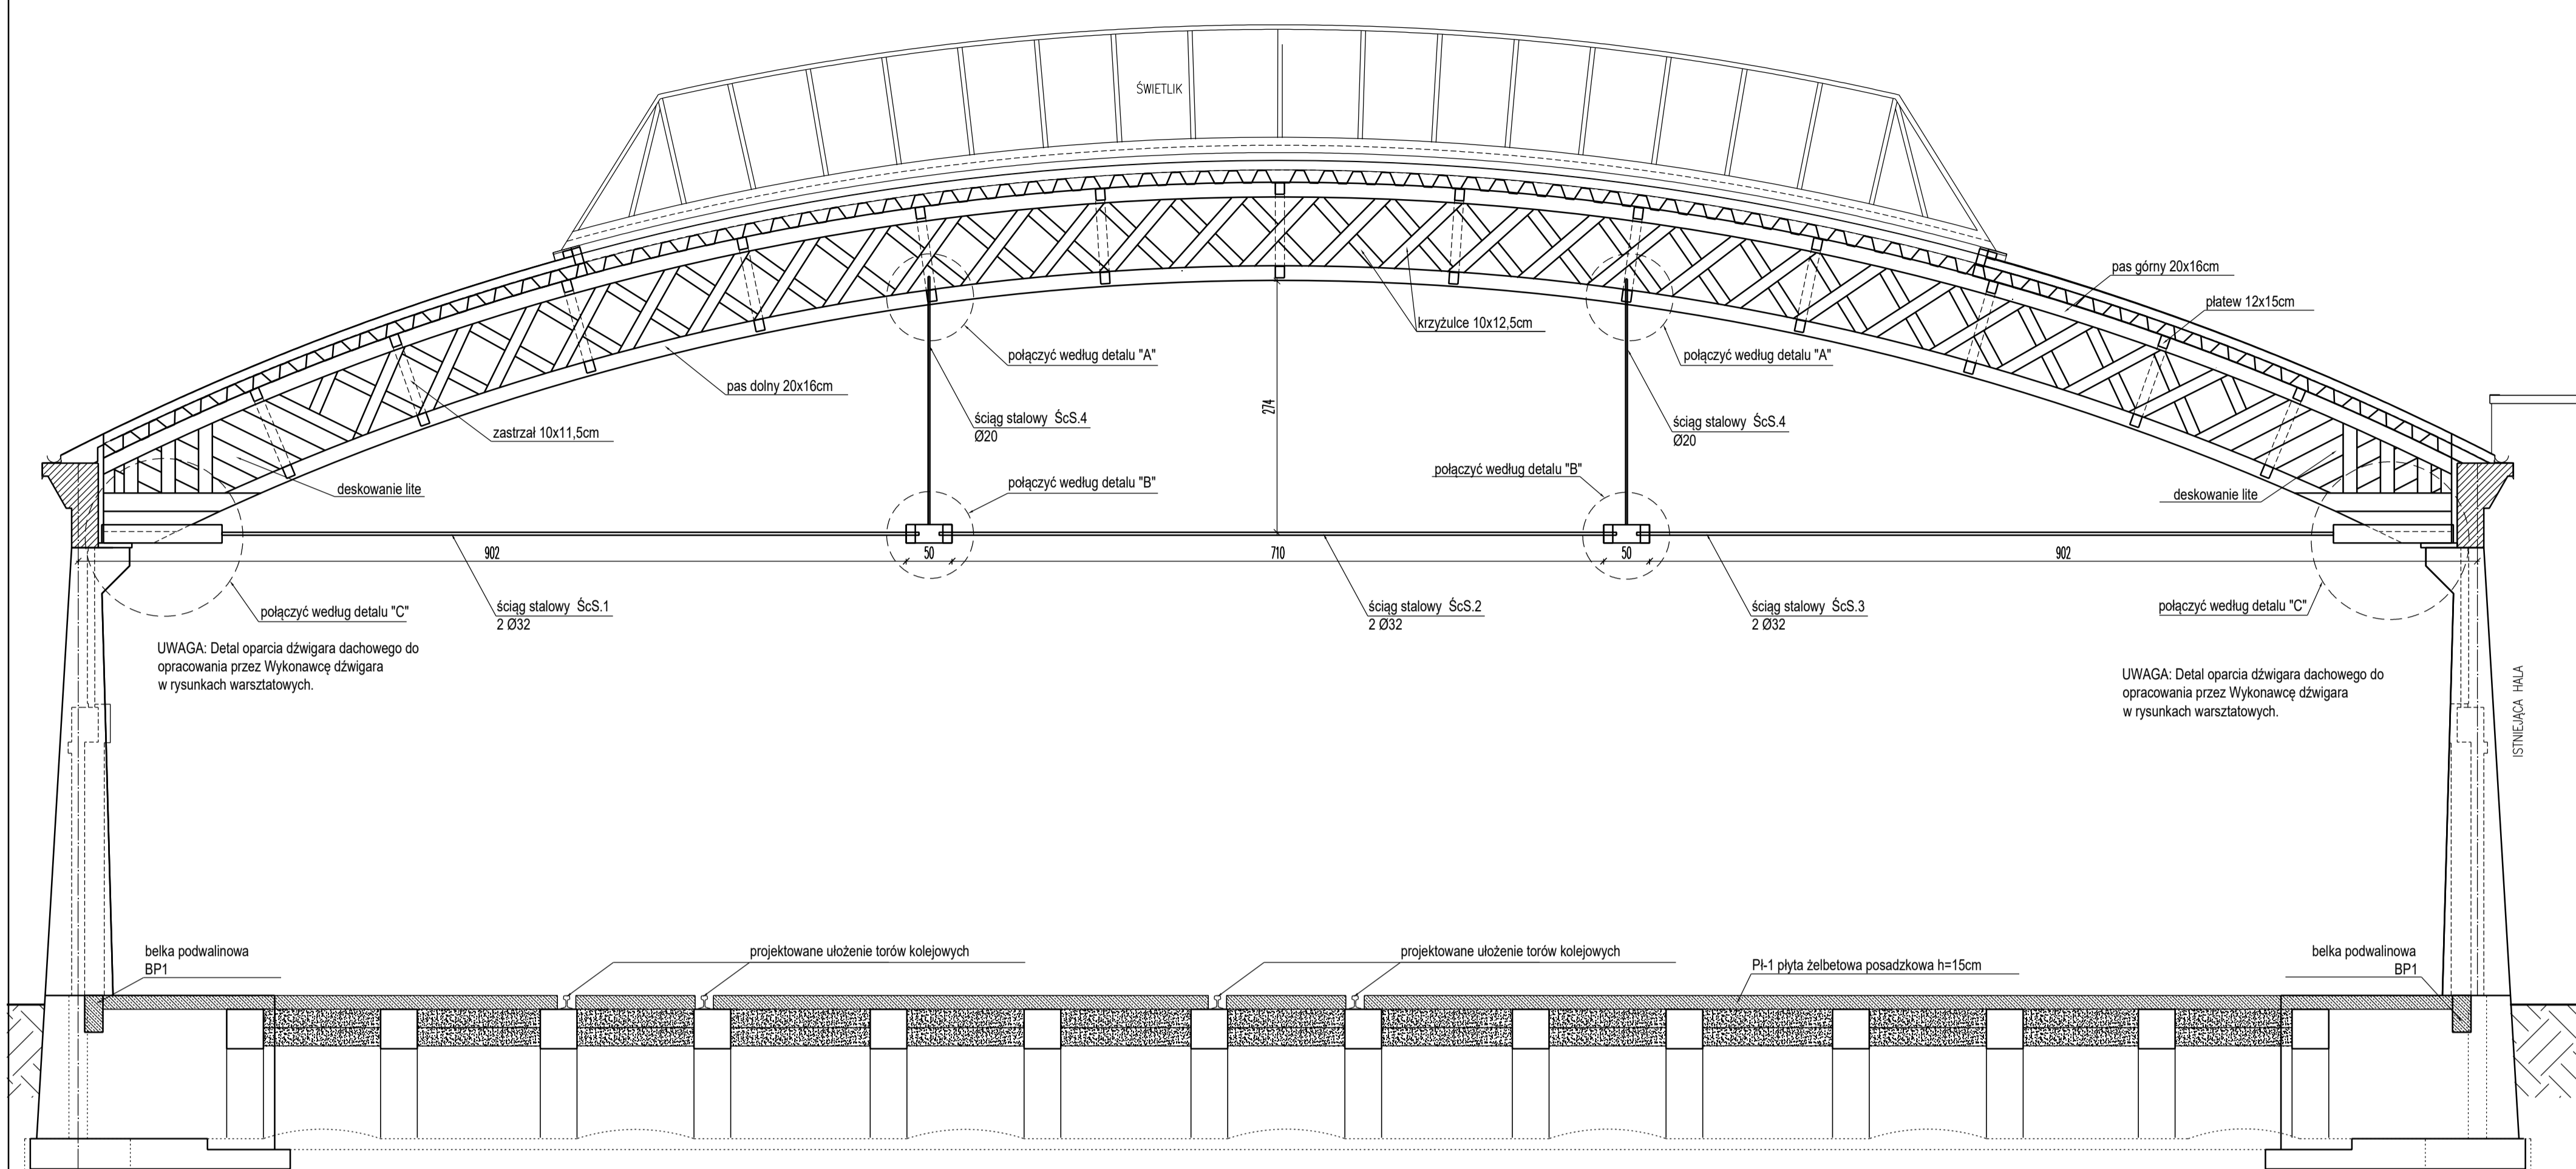 ŚWIETLIK
pas górny 20x16cm
płatew 12x15cm
krzyżulce 10x12,5cm
połączyć według detalu "A"
połączyć według detalu "A"
pas dolny 20x16cm
274
ściąg stalowy ŚcS.4
Ø20
ściąg stalowy ŚcS.4
Ø20
zastrzał 10x11,5cm
połączyć według detalu "B"
połączyć według detalu "B"
deskowanie lite
deskowanie lite
902
50
710
50
902
połączyć według detalu "C"
ściąg stalowy ŚcS.1
2 Ø32
ściąg stalowy ŚcS.2
2 Ø32
ściąg stalowy ŚcS.3
2 Ø32
połączyć według detalu "C"
UWAGA: Detal oparcia dźwigara dachowego do
opracowania przez Wykonawcę dźwigara
w rysunkach warsztatowych.
UWAGA: Detal oparcia dźwigara dachowego do
opracowania przez Wykonawcę dźwigara
w rysunkach warsztatowych.
ISTNIEJĄCA HALA
belka podwalinowa
BP1
projektowane ułożenie torów kolejowych
projektowane ułożenie torów kolejowych
Pł-1 płyta żelbetowa posadzkowa h=15cm
belka podwalinowa
BP1